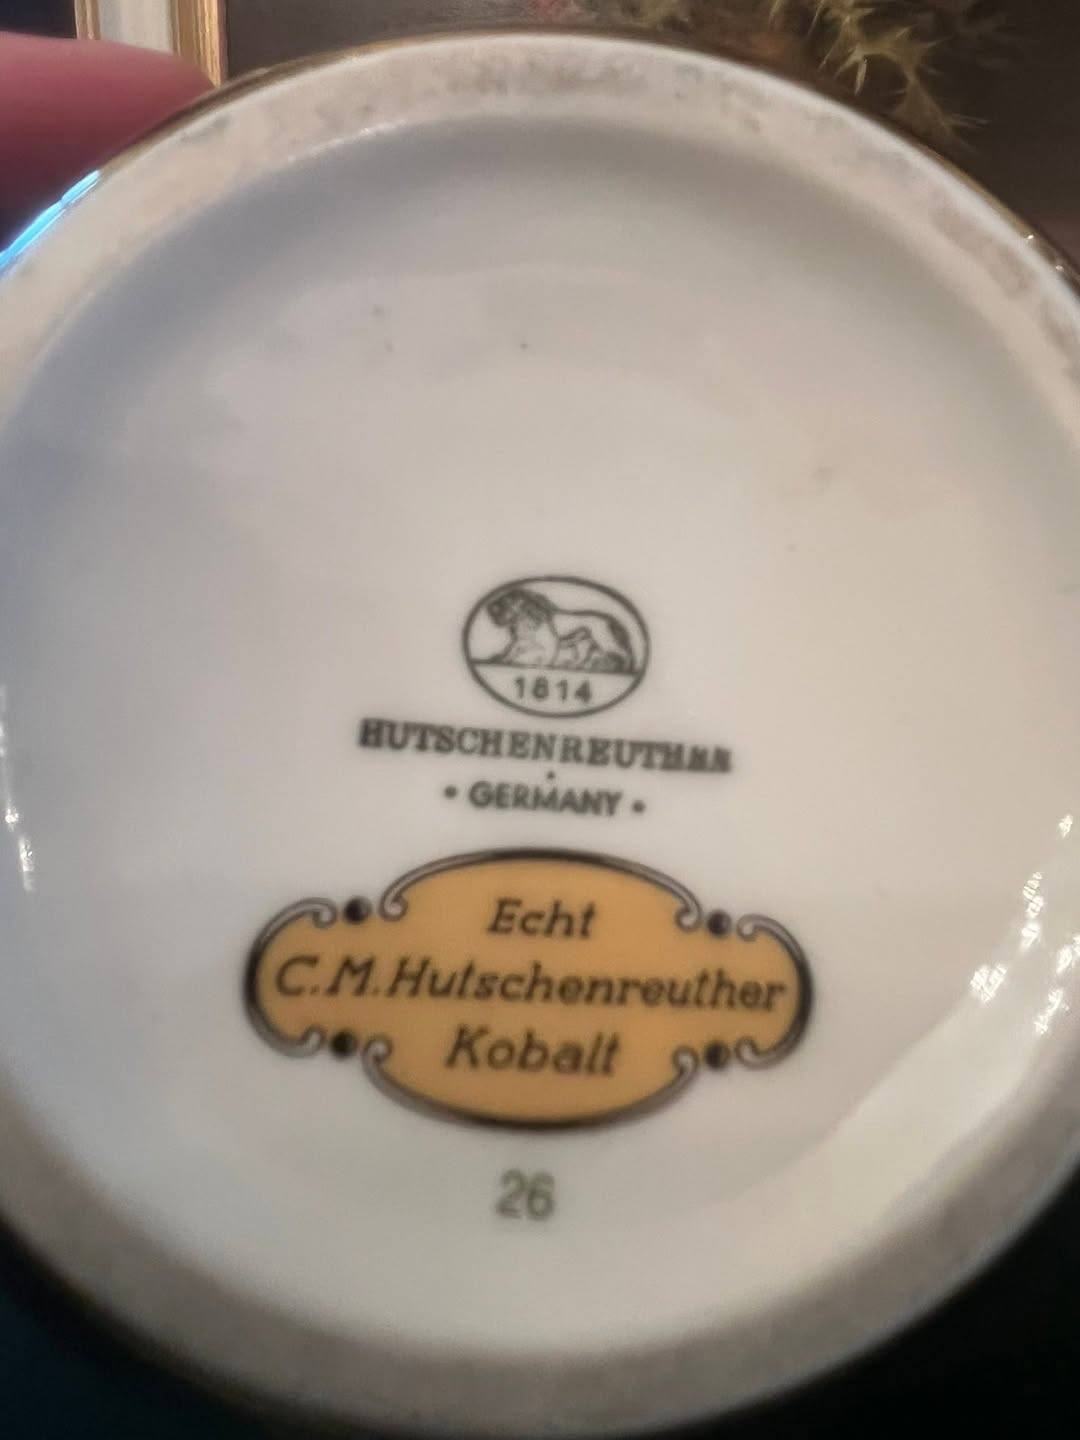 1814
HUTSCHENREUTHER
• GERMANY •
Echt
C.M.Hutschenreuther
Kobalt
26